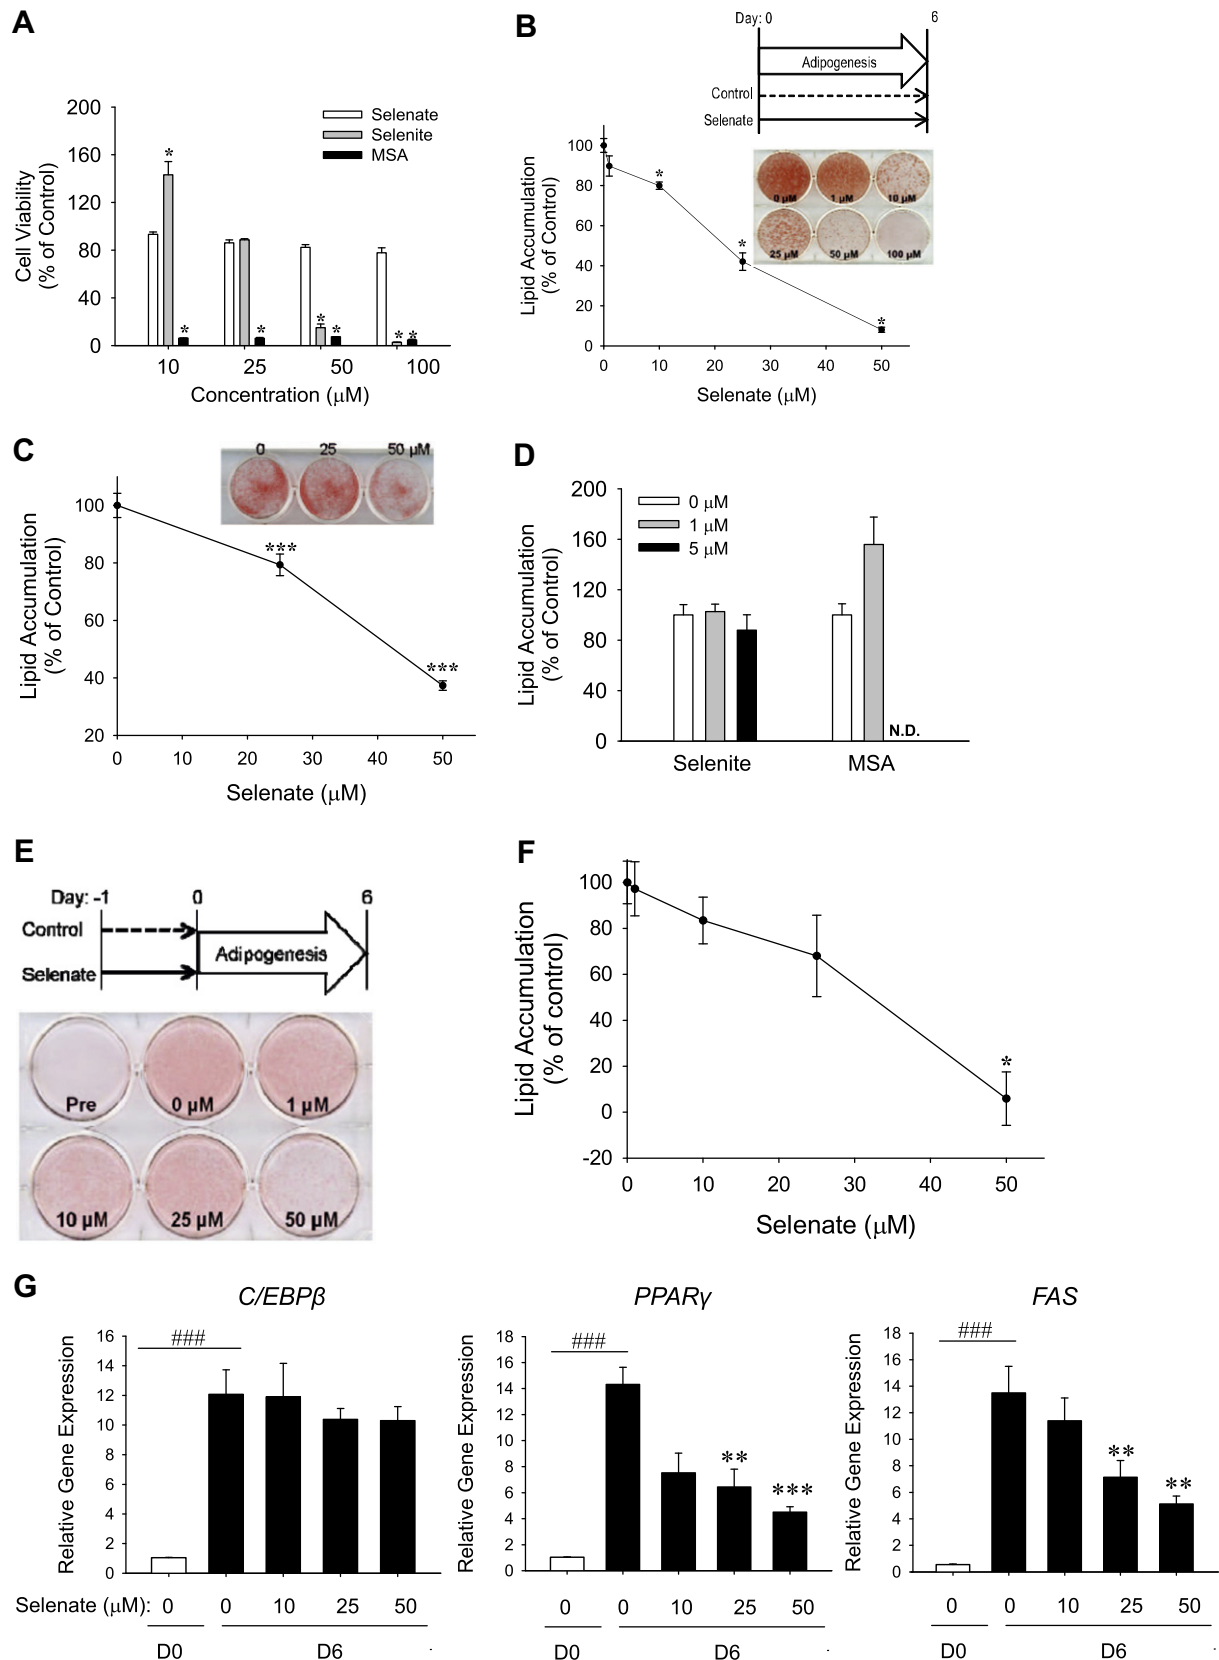 A
200
160
120
80
40
0
Cell Viability
(% of Control)
Selenate
Selenite
MSA
*
*
*
*
*
*
*
10 25 50 100
Concentration (μM)
B
Day: 0 6
Adipogenesis
Control
Selenate
100
80
60
40
20
0
Lipid Accumulation
(% of Control)
*
*
*
0 μM 1 μM 10 μM
25 μM 50 μM 100 μM
0 10 20 30 40 50
Selenate (μM)
C
0 25 50 μM
100
80
60
40
20
Lipid Accumulation
(% of Control)
***
***
0 10 20 30 40 50
Selenate (μM)
D
200
160
120
80
40
0
Lipid Accumulation
(% of Control)
0 μM
1 μM
5 μM
N.D.
Selenite MSA
E
Day: -1 0 6
Control
Selenate
Adipogenesis
Pre 0 μM 1 μM
10 μM 25 μM 50 μM
F
100
80
60
40
20
0
-20
Lipid Accumulation
(% of control)
*
0 10 20 30 40 50
Selenate (μM)
G
C/EBPβ
###
16
14
12
10
8
6
4
2
0
Relative Gene Expression
PPARγ
###
18
16
14
12
10
8
6
4
2
0
Relative Gene Expression
**
***
FAS
###
18
16
14
12
10
8
6
4
2
0
Relative Gene Expression
**
**
Selenate (μM): 0 0 10 25 50 0 0 10 25 50 0 0 10 25 50
D0 D6 D0 D6 D0 D6